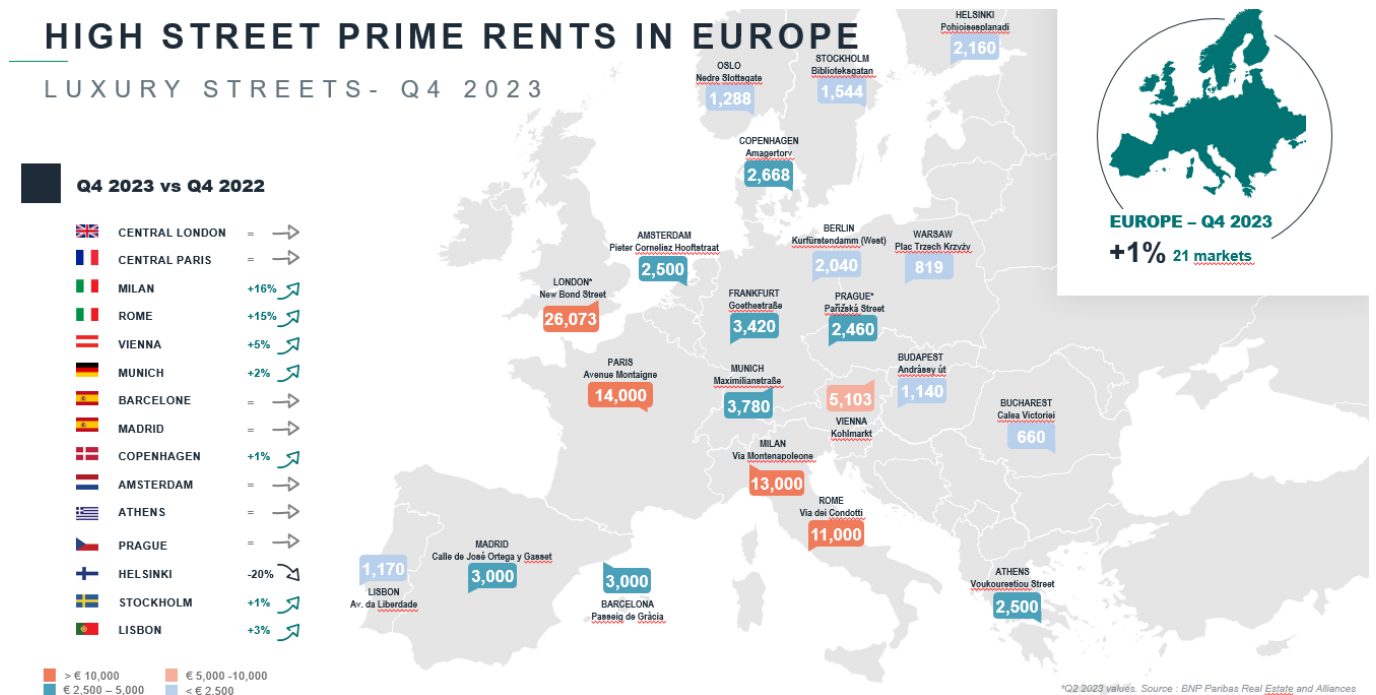 HIGH STREET PRIME RENTS IN EUROPE
LUXURY STREETS- Q4 2023
Q4 2023 vs Q4 2022
CENTRAL LONDON =
CENTRAL PARIS =
MILAN +16%
ROME +15%
VIENNA +5%
MUNICH +2%
BARCELONE =
MADRID =
COPENHAGEN +1%
AMSTERDAM =
ATHENS =
PRAGUE =
HELSINKI -20%
STOCKHOLM +1%
LISBON +3%
> € 10,000
€ 5,000 -10,000
€ 2,500 – 5,000
< € 2.500
HELSINKI
Pohjoisesplanadi
2,160
OSLO
Nedre Slottsgate
1,288
STOCKHOLM
Biblioteksgatan
1,544
COPENHAGEN
Amagertorv
2,668
AMSTERDAM
Pieter Cornelisz Hooftstraat
2,500
BERLIN
Kurfürstendamm (West)
2,040
WARSAW
Plac Trzech Krzyży
819
LONDON*
New Bond Street
26,073
FRANKFURT
Goethestraße
3,420
PRAGUE*
Pařížská Street
2,460
PARIS
Avenue Montaigne
14,000
MUNICH
Maximilianstraße
3,780
BUDAPEST
Andrássy út
1,140
5,103
VIENNA
Kohlmarkt
BUCHAREST
Calea Victoriei
660
MILAN
Via Montenapoleone
13,000
ROME
Via dei Condotti
11,000
MADRID
Calle de José Ortega y Gasset
3,000
1,170
LISBON
Av. da Liberdade
3,000
BARCELONA
Passeig de Gràcia
ATHENS
Voukourestiou Street
2,500
EUROPE – Q4 2023
+1% 21 markets
*Q2 2023 values. Source : BNP Paribas Real Estate and Alliances